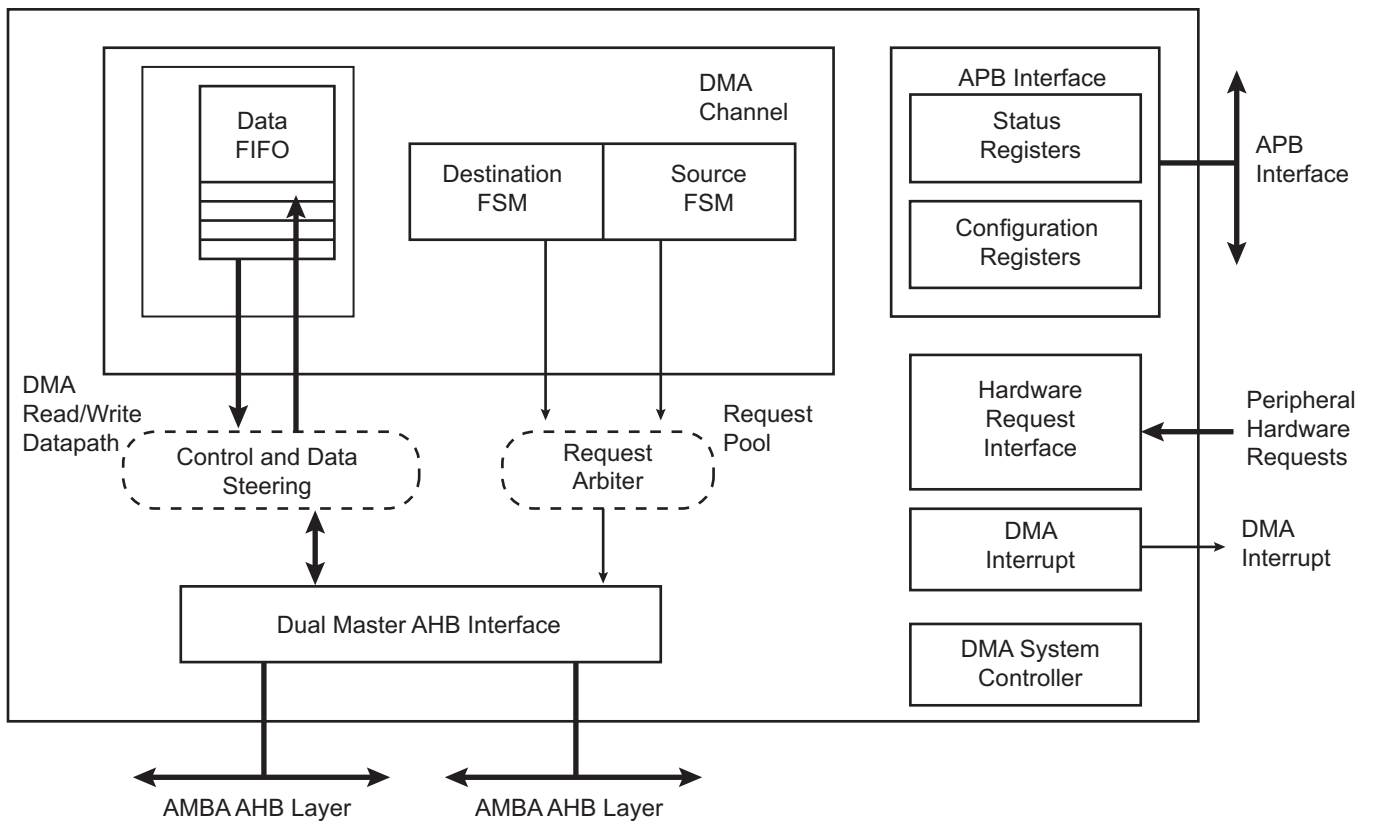 Data
FIFO
DMA
Channel
Destination
FSM
Source
FSM
APB Interface
Status
Registers
Configuration
Registers
APB
Interface
DMA
Read/Write
Datapath
Control and Data
Steering
Request
Arbiter
Request
Pool
Hardware
Request
Interface
Peripheral
Hardware
Requests
DMA
Interrupt
DMA
Interrupt
Dual Master AHB Interface
DMA System
Controller
AMBA AHB Layer
AMBA AHB Layer